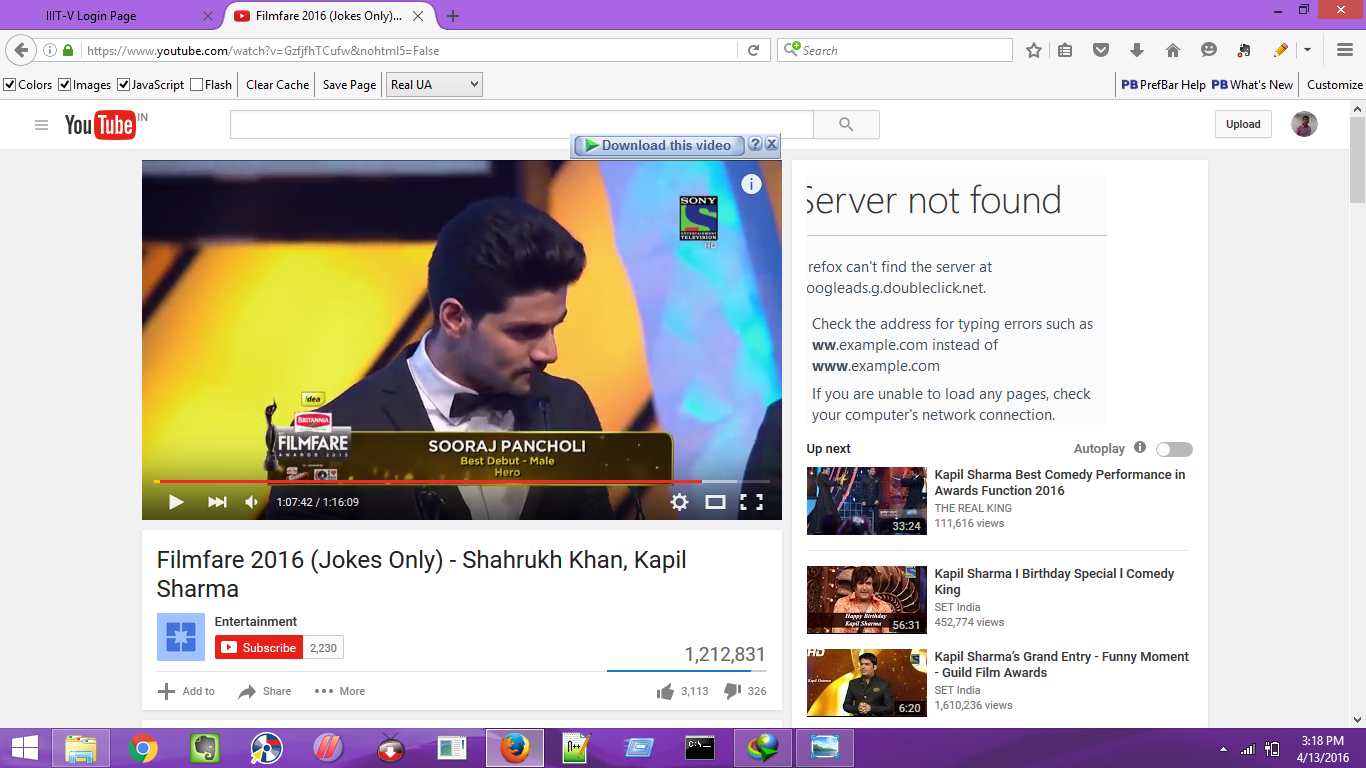 IIIT-V Login Page
Filmfare 2016 (Jokes Only)...
https://www.youtube.com/watch?v=GzfjfhTCufw&nohtml5=False
Search
Colors Images JavaScript Flash Clear Cache Save Page Real UA PB PrefBar Help PB What's New Customize
YouTube IN
Upload
Download this video ? X
Server not found
refox can't find the server at
oogleads.g.doubleclick.net.
Check the address for typing errors such as
ww.example.com instead of
www.example.com
If you are unable to load any pages, check
your computer's network connection.
SONY
ENTERTAINMENT
TELEVISION
HD
idea
BRITANNIA
FILMFARE
AWARDS 2015
SOORAJ PANCHOLI
Best Debut - Male
Hero
1:07:42 / 1:16:09
Up next Autoplay
Kapil Sharma Best Comedy Performance in
Awards Function 2016
THE REAL KING
111,616 views
33:24
Filmfare 2016 (Jokes Only) - Shahrukh Khan, Kapil
Sharma
Entertainment
Subscribe 2,230
1,212,831
Add to Share More 3,113 326
Kapil Sharma I Birthday Special l Comedy
King
SET India
452,774 views
Happy Birthday
Kapil Sharma
56:31
Kapil Sharma's Grand Entry - Funny Moment
- Guild Film Awards
SET India
1,610,236 views
HD
6:20
3:18 PM
4/13/2016